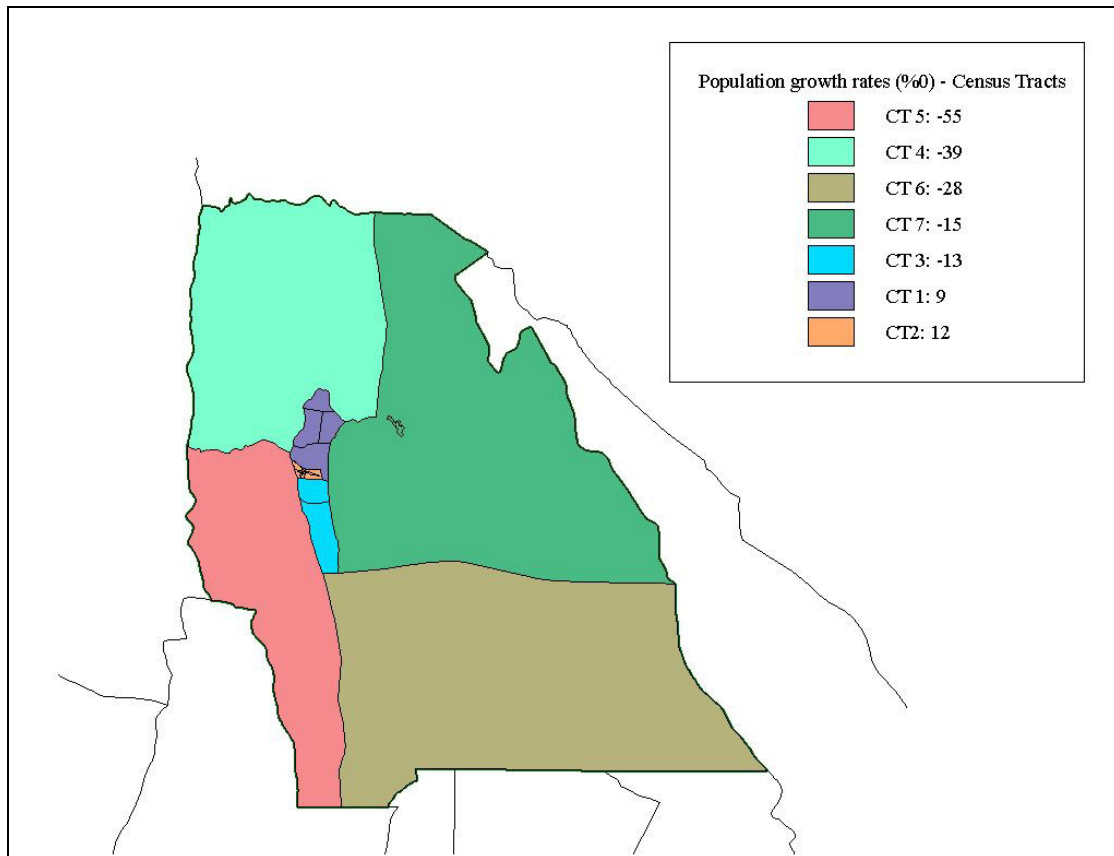 Population growth rates (%0) - Census Tracts
CT 5: -55
CT 4: -39
CT 6: -28
CT 7: -15
CT 3: -13
CT 1: 9
CT2: 12